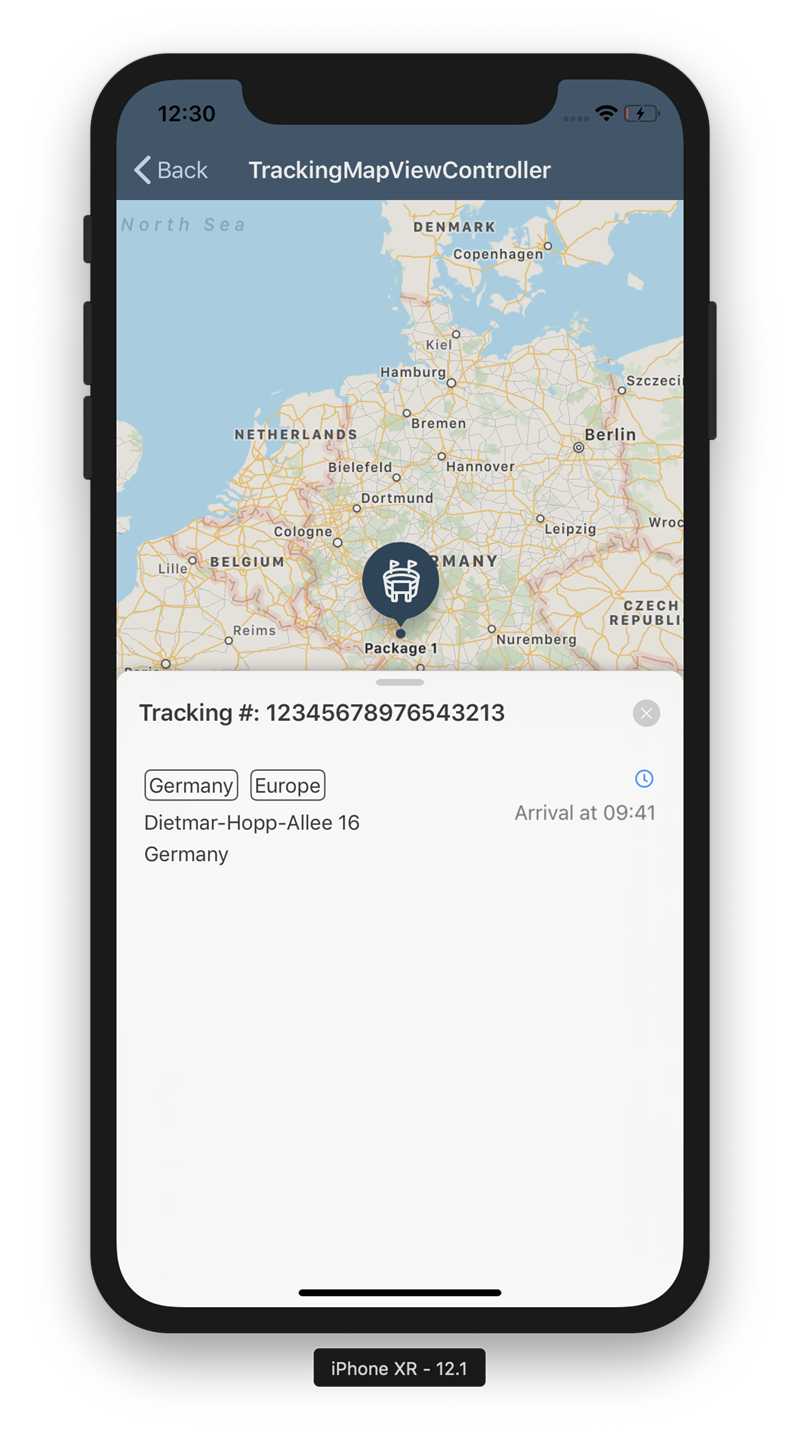 12:30
Back TrackingMapViewController
North Sea
DENMARK
Copenhagen
Kiel
Hamburg
Szczeci
Bremen
NETHERLANDS
Berlin
Bielefeld
Hannover
Dortmund
Cologne
Leipzig
Wroc
Lille
BELGIUM
RMANY
CZECH
REPUBLI
Reims
Nuremberg
Package 1
Tracking #: 12345678976543213
Germany Europe
Dietmar-Hopp-Allee 16
Arrival at 09:41
Germany
iPhone XR - 12.1